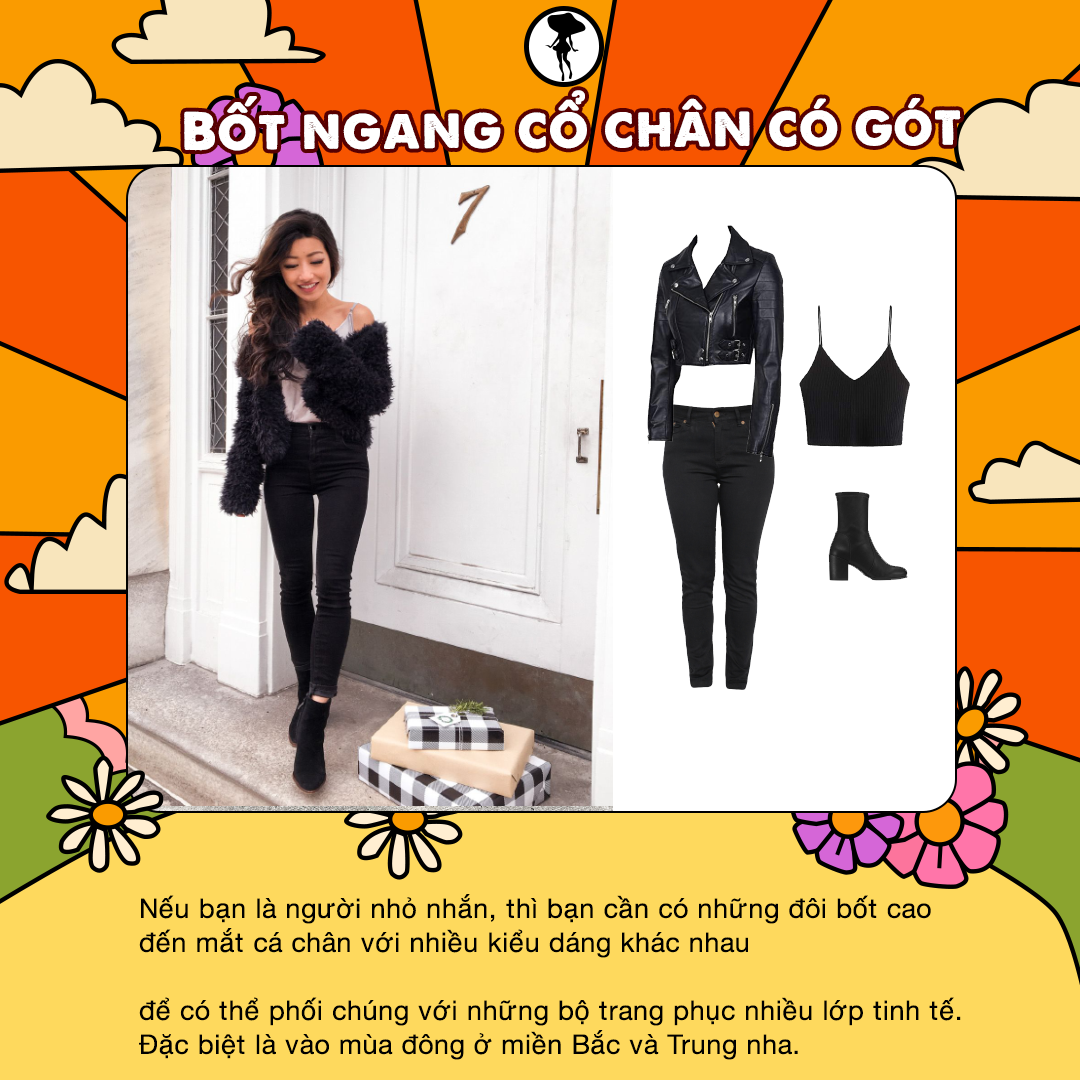 BỐT NGANG CỔ CHÂN CÓ GÓT
7
Nếu bạn là người nhỏ nhắn, thì bạn cần có những đôi bốt cao
đến mắt cá chân với nhiều kiểu dáng khác nhau
để có thể phối chúng với những bộ trang phục nhiều lớp tinh tế.
Đặc biệt là vào mùa đông ở miền Bắc và Trung nha.